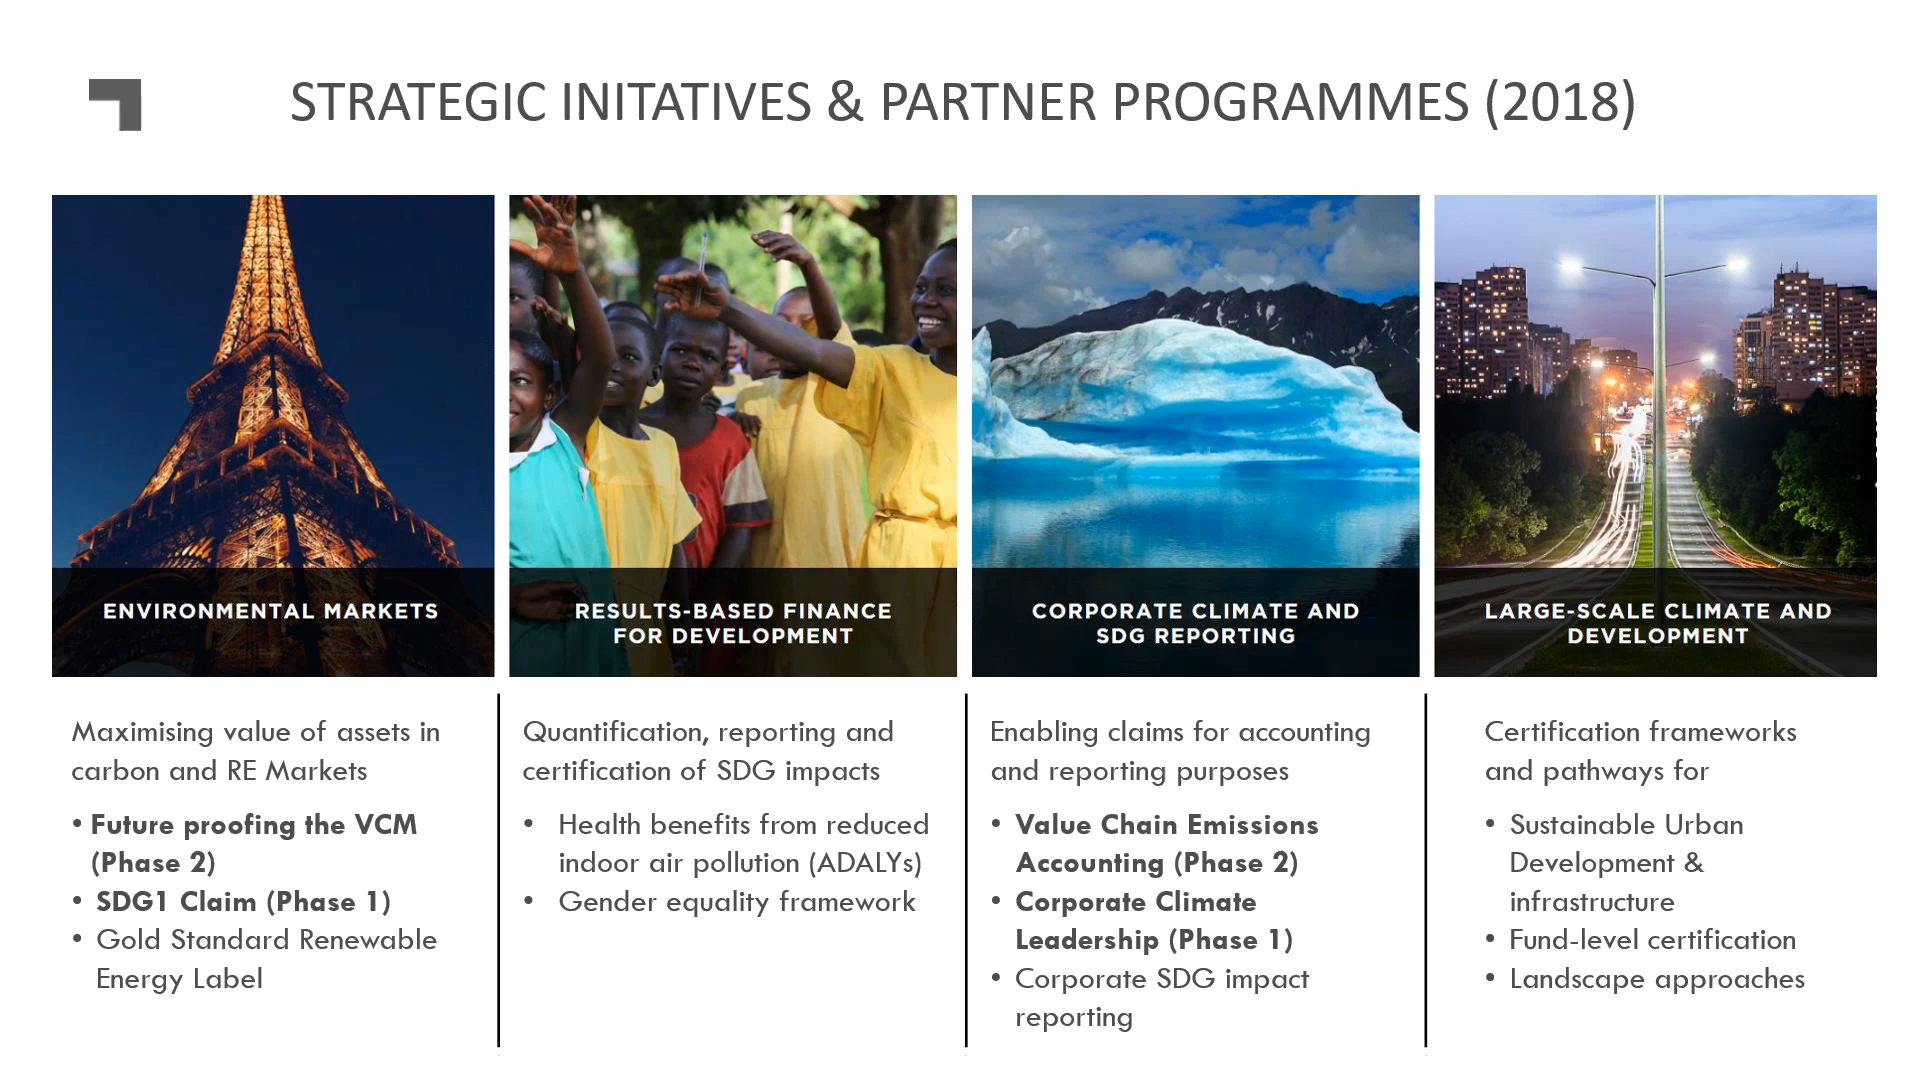 STRATEGIC INITATIVES & PARTNER PROGRAMMES (2018)
ENVIRONMENTAL MARKETS
Maximising value of assets in
carbon and RE Markets
• Future proofing the VCM
(Phase 2)
• SDG1 Claim (Phase 1)
• Gold Standard Renewable
Energy Label
RESULTS-BASED FINANCE
FOR DEVELOPMENT
Quantification, reporting and
certification of SDG impacts
• Health benefits from reduced
indoor air pollution (ADALYs)
• Gender equality framework
CORPORATE CLIMATE AND
SDG REPORTING
Enabling claims for accounting
and reporting purposes
• Value Chain Emissions
Accounting (Phase 2)
• Corporate Climate
Leadership (Phase 1)
• Corporate SDG impact
reporting
LARGE-SCALE CLIMATE AND
DEVELOPMENT
Certification frameworks
and pathways for
• Sustainable Urban
Development &
infrastructure
• Fund-level certification
• Landscape approaches